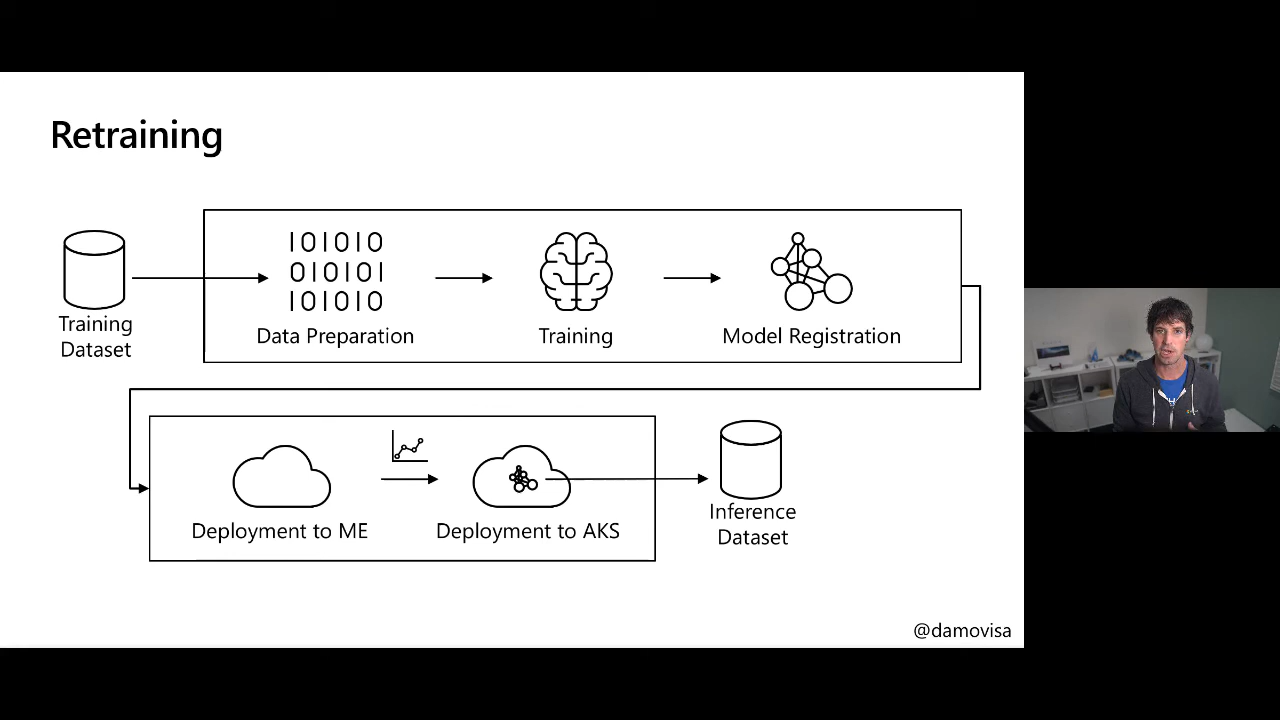 Retraining
Training
Dataset
101010
010101
101010
Data Preparation
Training
Model Registration
Deployment to ME
Deployment to AKS
Inference
Dataset
@damovisa